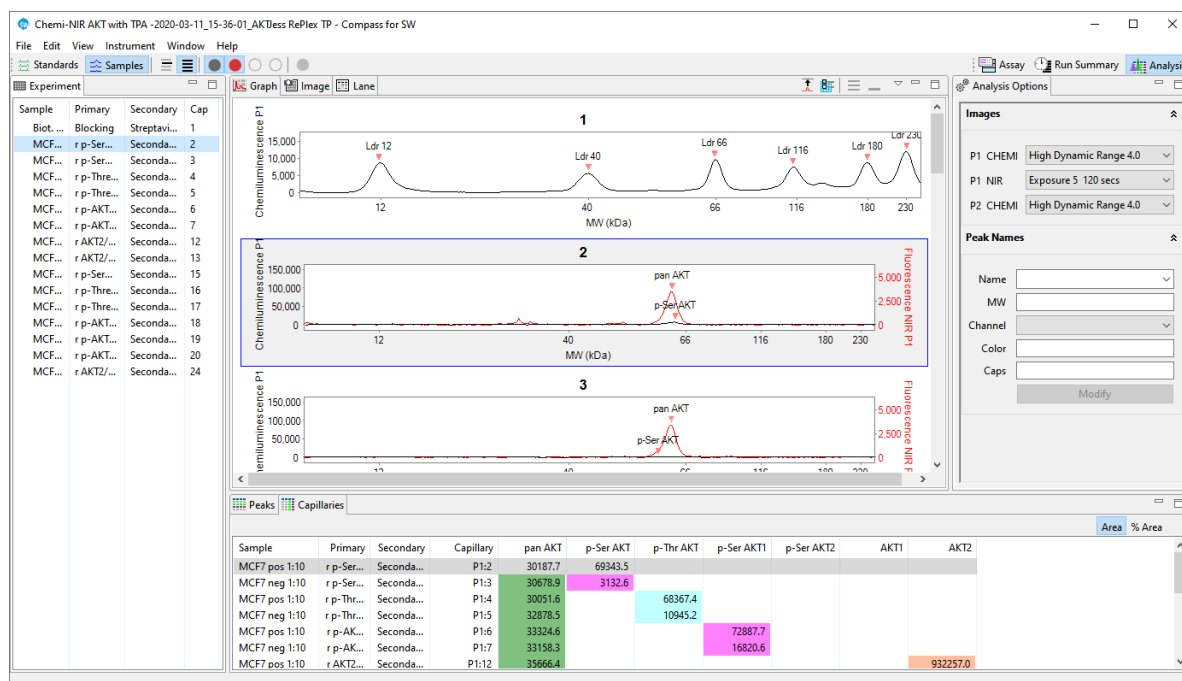 Chemi-NIR AKT with TPA -2020-03-11_15-36-01_AKTJess RePlex TP - Compass for SW
File Edit View Instrument Window Help
Standards Samples Assay Run Summary Analysis
Experiment
Sample Primary Secondary Cap
Biot. ... Blocking Streptavi... 1
MCF... r p-Ser... Seconda... 2
MCF... r p-Ser... Seconda... 3
MCF... r p-Thre... Seconda... 4
MCF... r p-Thre... Seconda... 5
MCF... r p-AKT... Seconda... 6
MCF... r p-AKT... Seconda... 7
MCF... r AKT2/... Seconda... 12
MCF... r AKT2/... Seconda... 13
MCF... r p-Ser... Seconda... 15
MCF... r p-Thre... Seconda... 16
MCF... r p-Thre... Seconda... 17
MCF... r p-AKT... Seconda... 18
MCF... r p-AKT... Seconda... 19
MCF... r p-AKT... Seconda... 20
MCF... r AKT2/... Seconda... 24
Graph Image Lane
1
Chemiluminescence P1
15,000
10,000
5,000
0
Ldr 12 Ldr 40 Ldr 66 Ldr 116 Ldr 180 Ldr 230
12 40 66 116 180 230
MW (kDa)
2
Chemiluminescence P1
150,000
100,000
50,000
0
pan AKT
p-Ser AKT
5,000
2,500
0
Fluorescence NIR P1
12 40 66 116 180 230
MW (kDa)
3
Chemiluminescence P1
150,000
100,000
50,000
0
pan AKT
p-Ser AKT
5,000
2,500
0
Fluorescence NIR P1
12 40 66 116 180 230
Analysis Options
Images
P1 CHEMI High Dynamic Range 4.0
P1 NIR Exposure 5 120 secs
P2 CHEMI High Dynamic Range 4.0
Peak Names
Name
MW
Channel
Color
Caps
Modify
Peaks Capillaries
Area % Area
Sample Primary Secondary Capillary pan AKT p-Ser AKT p-Thr AKT p-Ser AKT1 p-Ser AKT2 AKT1 AKT2
MCF7 pos 1:10 r p-Ser... Seconda... P1:2 30187.7 69343.5
MCF7 neg 1:10 r p-Ser... Seconda... P1:3 30678.9 3132.6
MCF7 pos 1:10 r p-Thr... Seconda... P1:4 30051.6 68367.4
MCF7 neg 1:10 r p-Thr... Seconda... P1:5 32878.5 10945.2
MCF7 pos 1:10 r p-AK... Seconda... P1:6 33324.6 72887.7
MCF7 neg 1:10 r p-AK... Seconda... P1:7 33158.3 16820.6
MCF7 pos 1:10 r AKT2... Seconda... P1:12 35666.4 932257.0